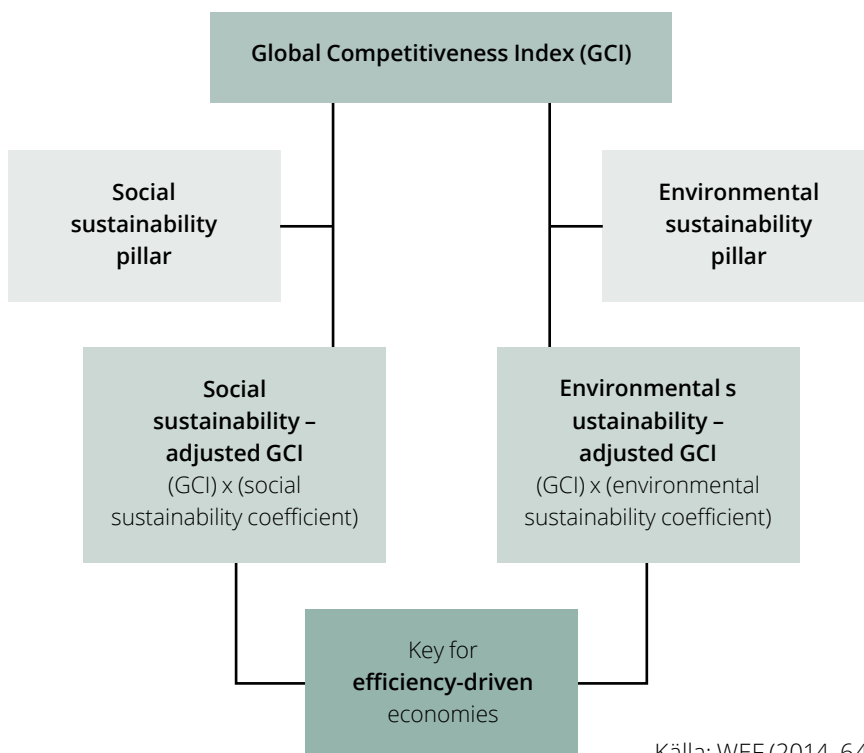 Global Competitiveness Index (GCI)
Social
sustainability
pillar
Environmental
sustainability
pillar
Social
sustainability –
adjusted GCI
(GCI) x (social
sustainability coefficient)
Environmental s
ustainability –
adjusted GCI
(GCI) x (environmental
sustainability coefficient)
Key for
efficiency-driven
economies
Källa: WEF (2014, 64